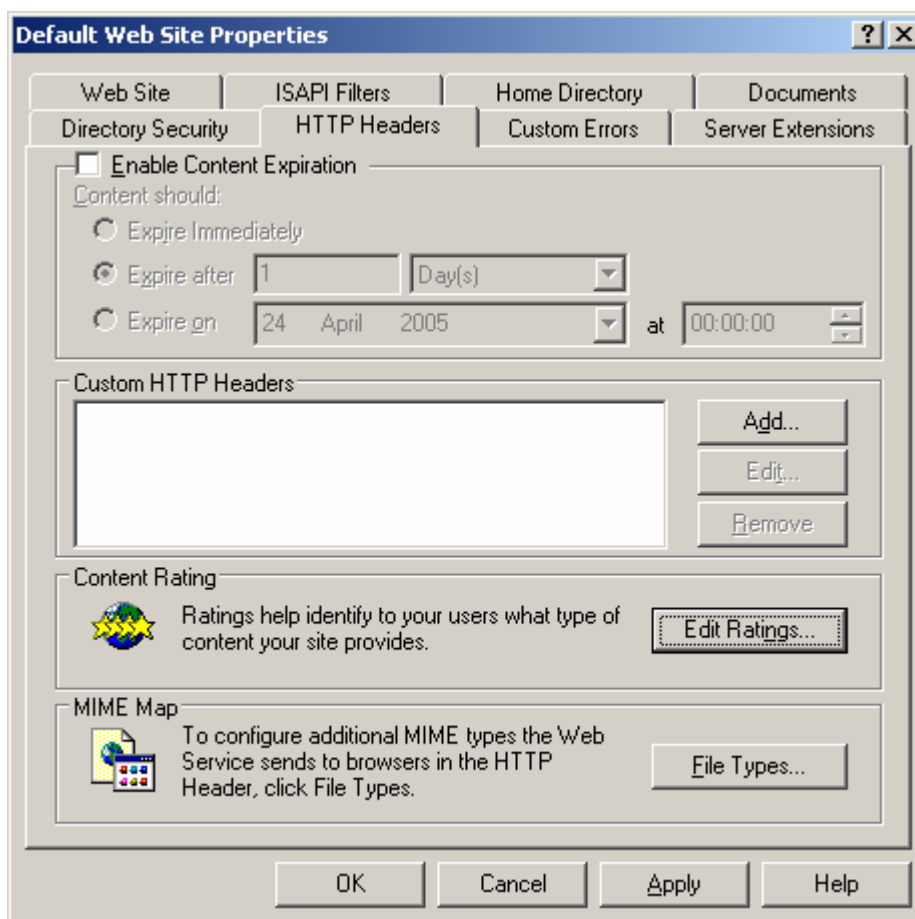 Default Web Site Properties
Web Site ISAPI Filters Home Directory Documents
Directory Security HTTP Headers Custom Errors Server Extensions
Enable Content Expiration
Content should:
Expire Immediately
Expire after 1 Day(s)
Expire on 24 April 2005 at 00:00:00
Custom HTTP Headers
Add...
Edit...
Remove
Content Rating
Ratings help identify to your users what type of
content your site provides.
Edit Ratings...
MIME Map
To configure additional MIME types the Web
Service sends to browsers in the HTTP
Header, click File Types.
File Types...
OK Cancel Apply Help